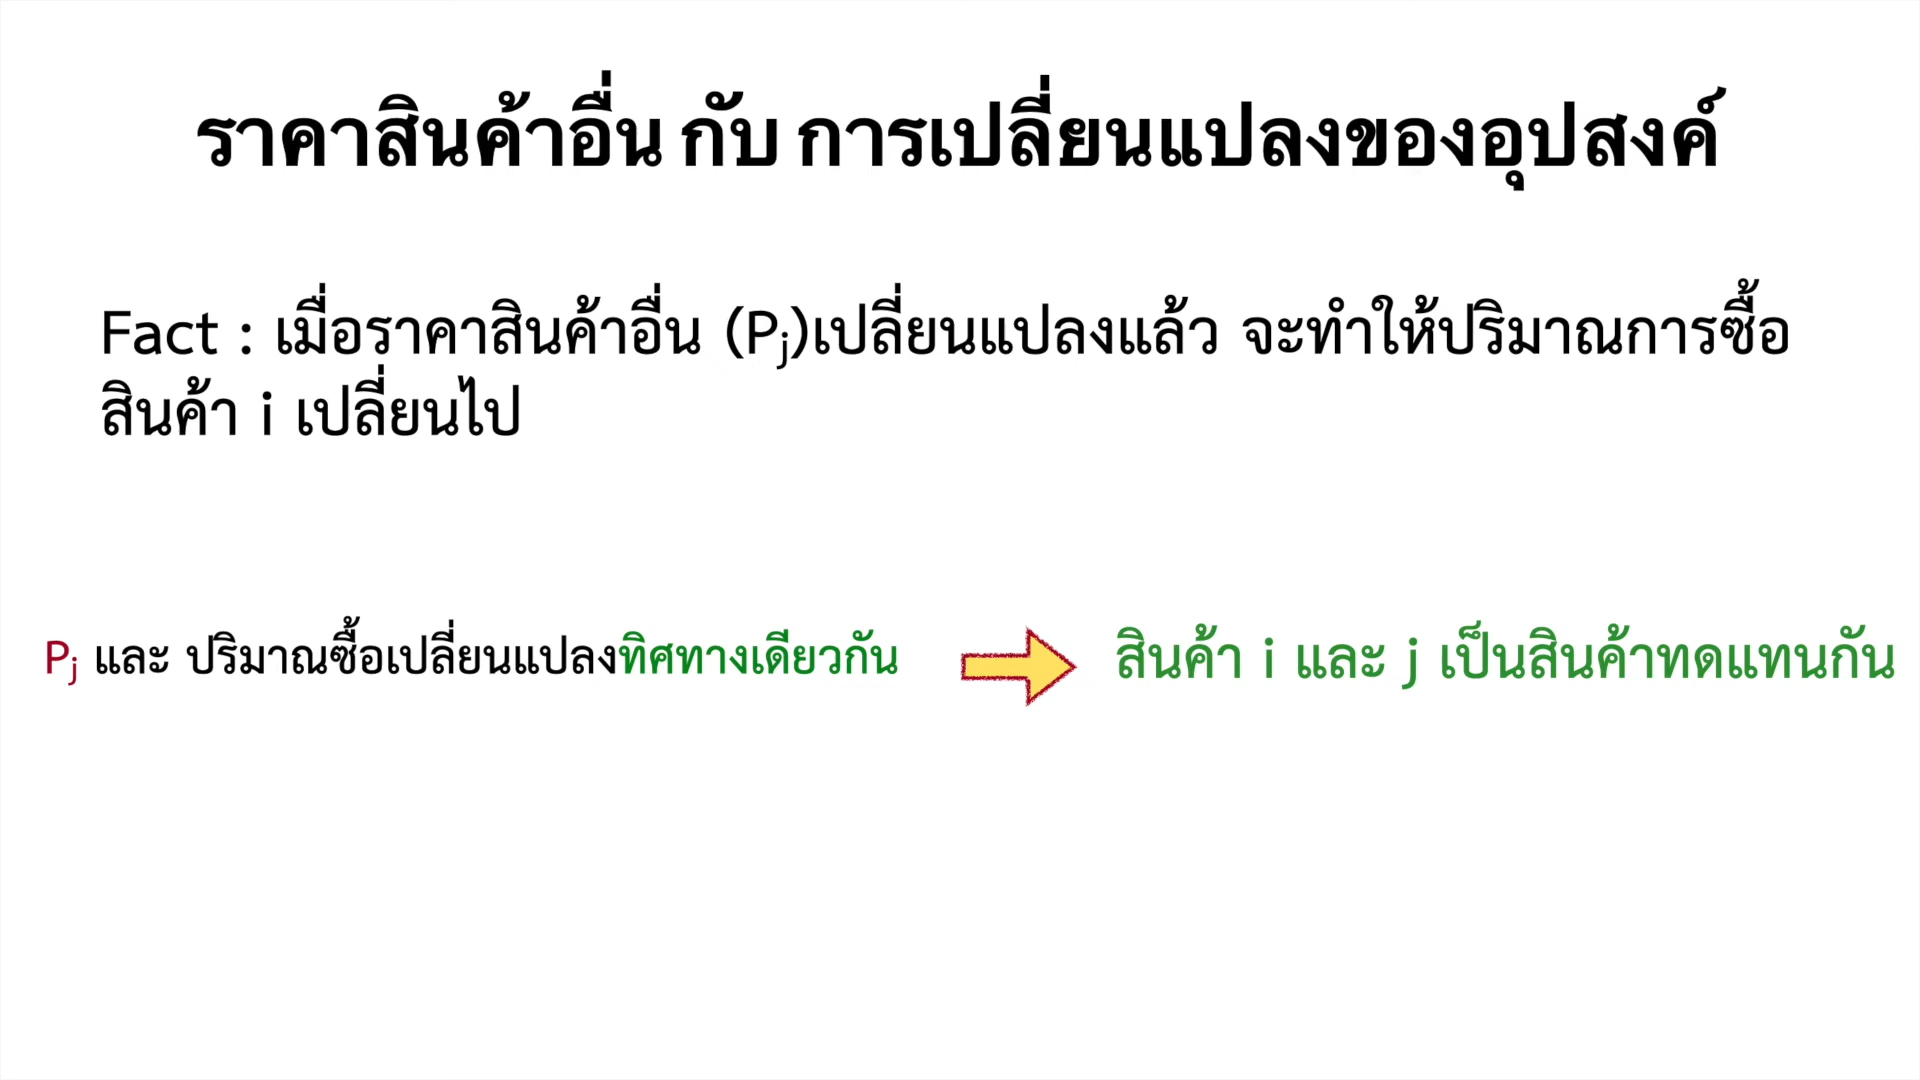 ราคาสินค้าอื่น กับ การเปลี่ยนแปลงของอุปสงค์
Fact : เมื่อราคาสินค้าอื่น (Pj)เปลี่ยนแปลงแล้ว จะทำให้ปริมาณการซื้อ
สินค้า i เปลี่ยนไป
Pj และ ปริมาณซื้อเปลี่ยนแปลงทิศทางเดียวกัน
สินค้า i และ j เป็นสินค้าทดแทนกัน